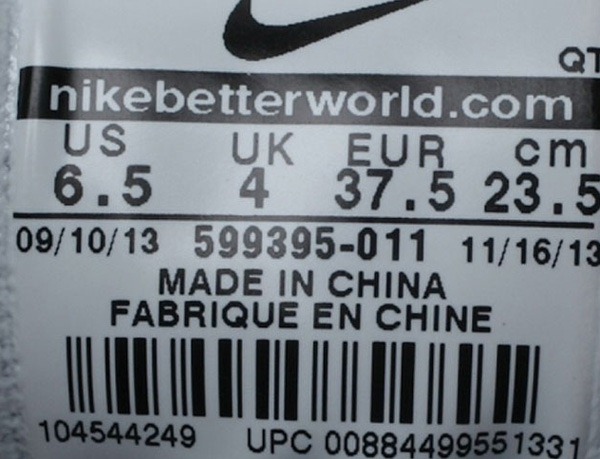 QT
nikebetterworld.com
US UK EUR cm
6.5 4 37.5 23.5
09/10/13 599395-011 11/16/13
MADE IN CHINA
FABRIQUE EN CHINE
104544249 UPC 00884499551331